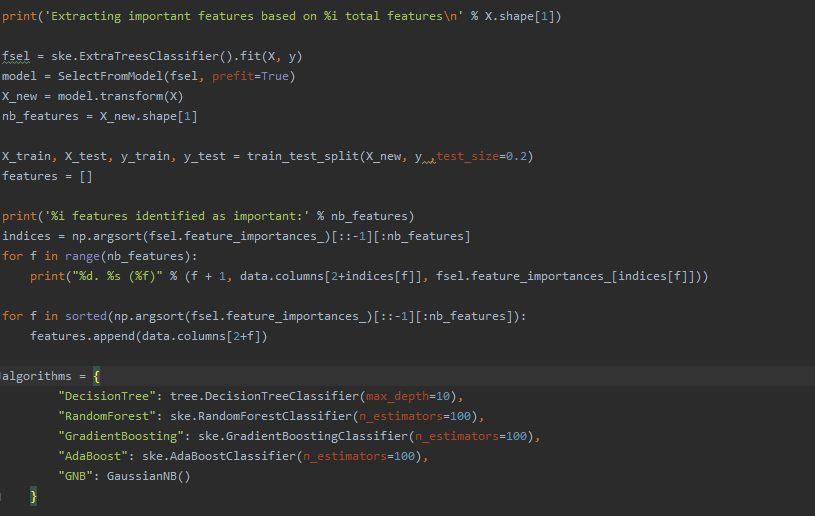 print('Extracting important features based on %i total features\n' % X.shape[1])
fsel = ske.ExtraTreesClassifier().fit(X, y)
model = SelectFromModel(fsel, prefit=True)
X_new = model.transform(X)
nb_features = X_new.shape[1]
X_train, X_test, y_train, y_test = train_test_split(X_new, y ,test_size=0.2)
features = []
print('%i features identified as important:' % nb_features)
indices = np.argsort(fsel.feature_importances_)[::-1][:nb_features]
for f in range(nb_features):
    print("%d. %s (%f)" % (f + 1, data.columns[2+indices[f]], fsel.feature_importances_[indices[f]]))
for f in sorted(np.argsort(fsel.feature_importances_)[::-1][:nb_features]):
    features.append(data.columns[2+f])
algorithms = {
        "DecisionTree": tree.DecisionTreeClassifier(max_depth=10),
        "RandomForest": ske.RandomForestClassifier(n_estimators=100),
        "GradientBoosting": ske.GradientBoostingClassifier(n_estimators=100),
        "AdaBoost": ske.AdaBoostClassifier(n_estimators=100),
        "GNB": GaussianNB()
    }